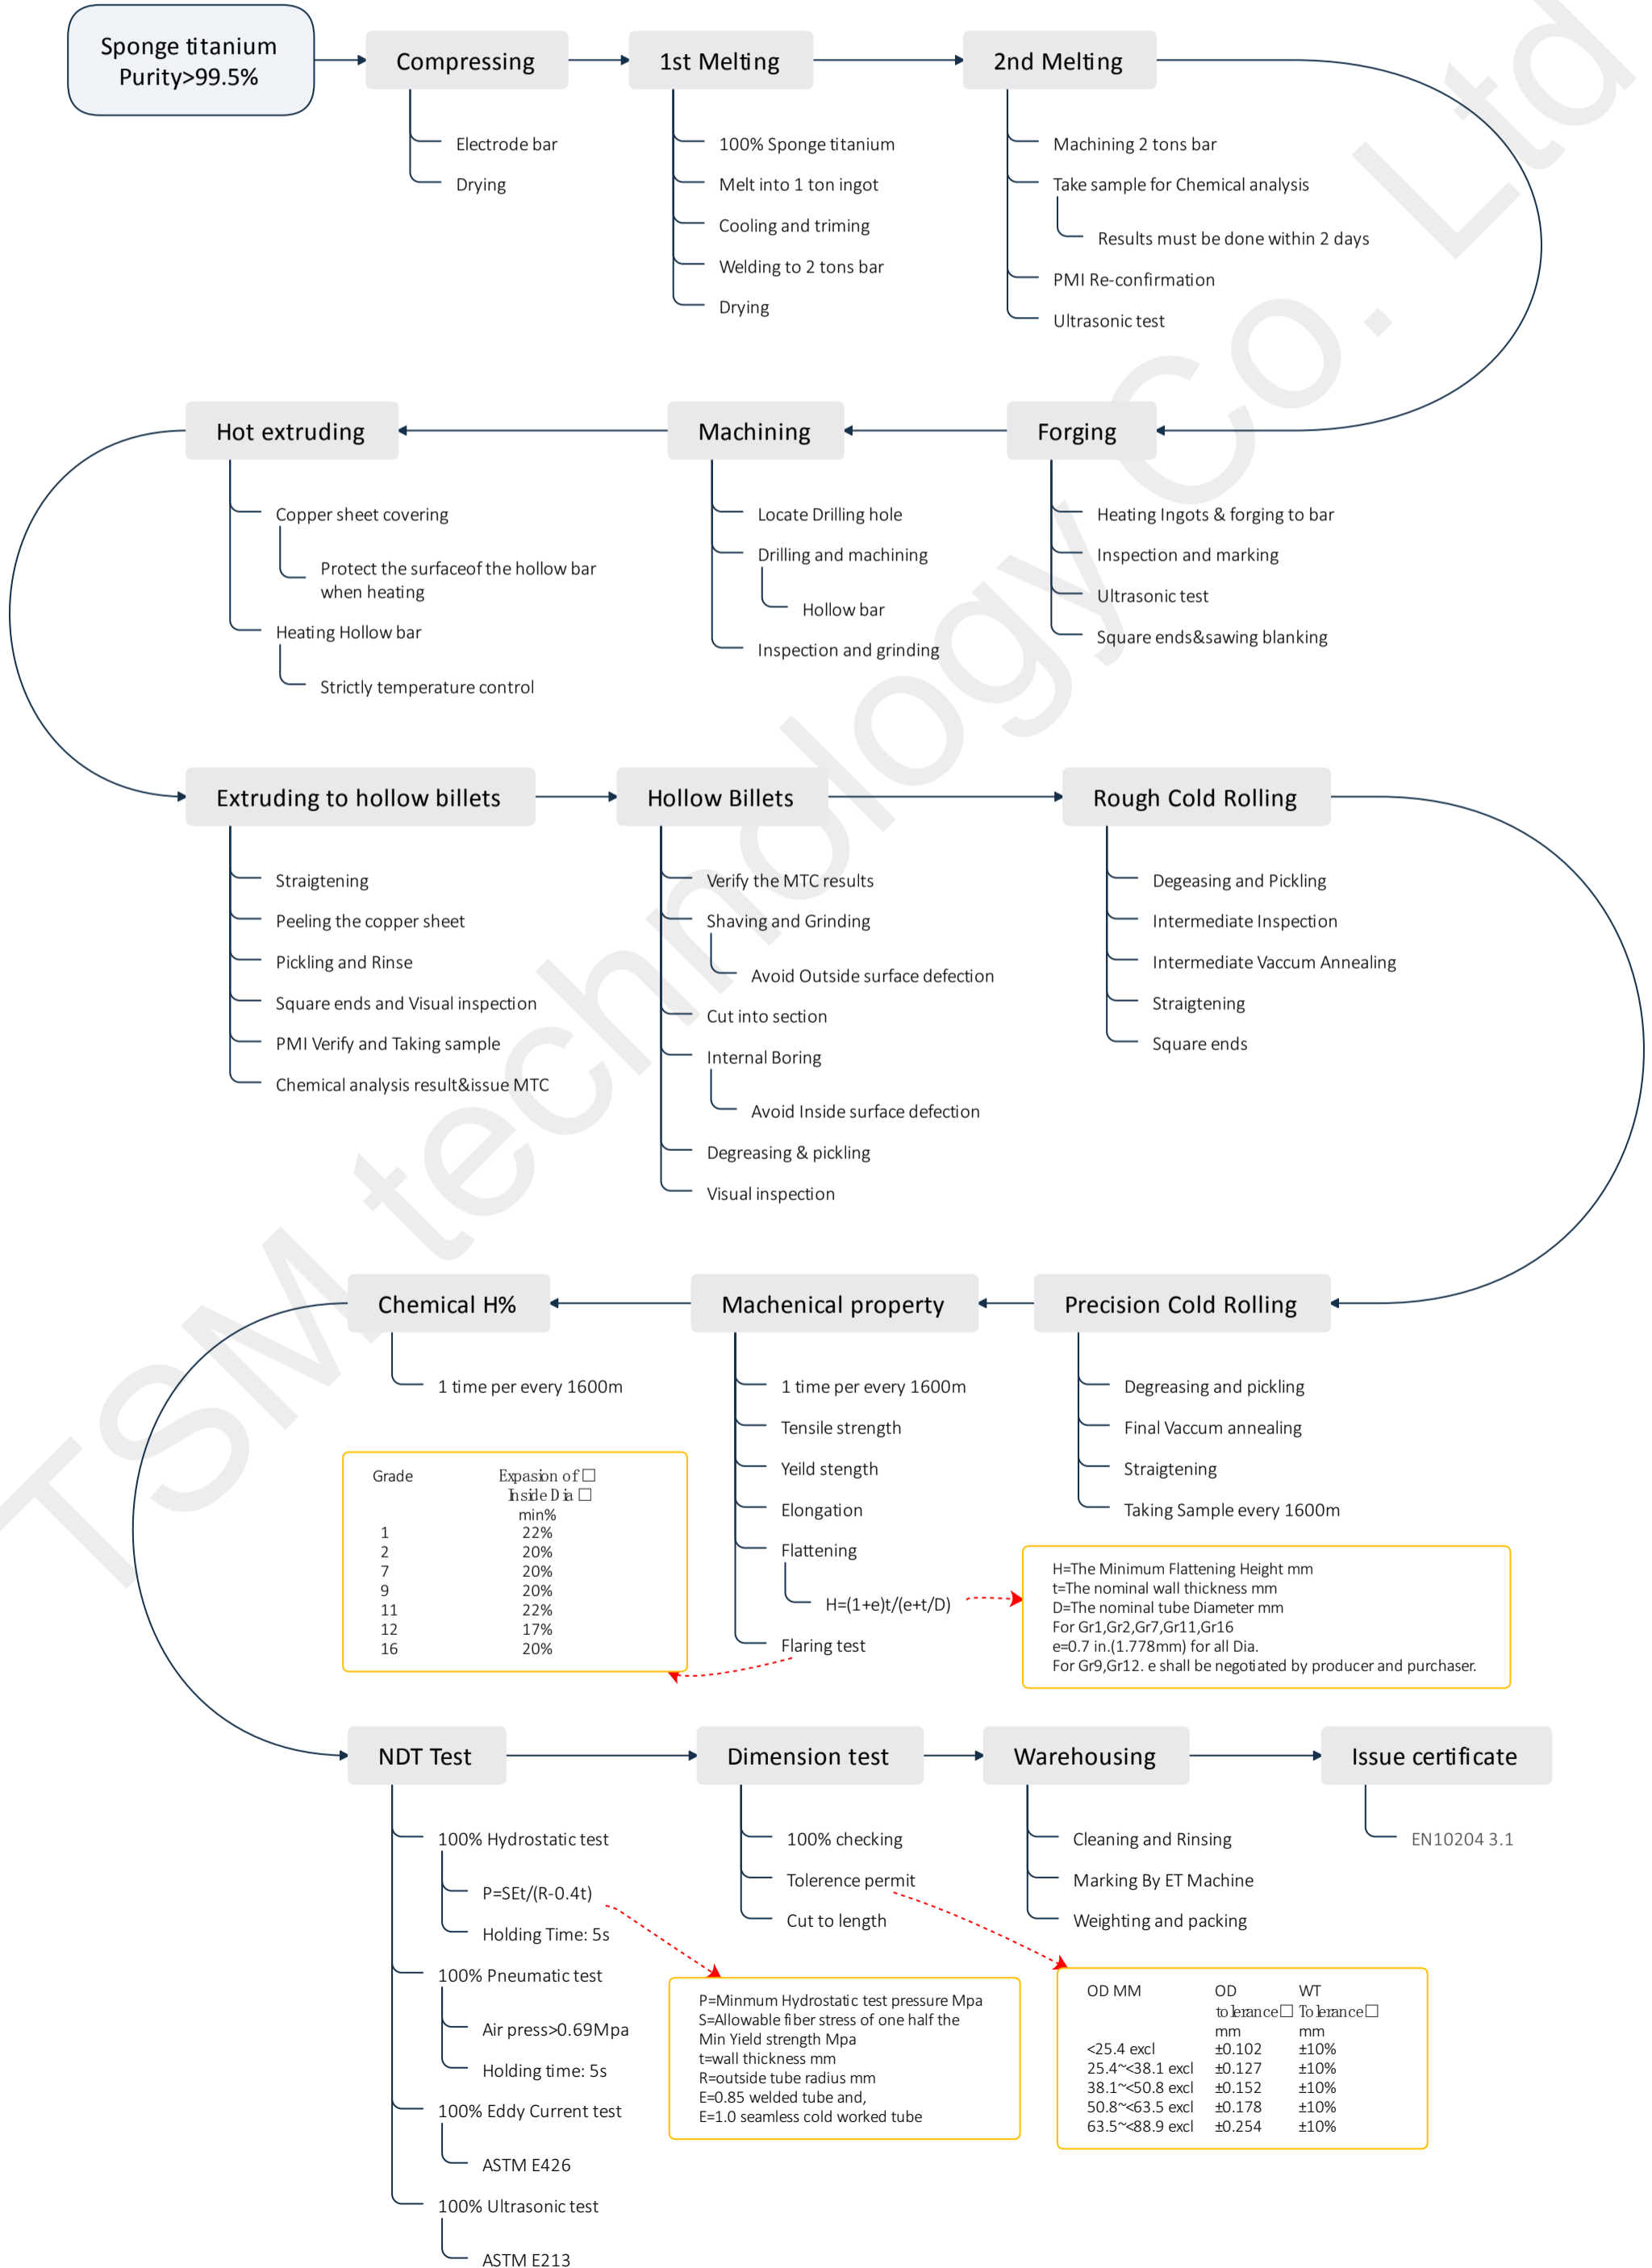 Sponge titanium
Purity>99.5%
Compressing
Electrode bar
Drying
1st Melting
100% Sponge titanium
Melt into 1 ton ingot
Cooling and triming
Welding to 2 tons bar
Drying
2nd Melting
Machining 2 tons bar
Take sample for Chemical analysis
Results must be done within 2 days
PMI Re-confirmation
Ultrasonic test
Forging
Heating Ingots & forging to bar
Inspection and marking
Ultrasonic test
Square ends&sawing blanking
Machining
Locate Drilling hole
Drilling and machining
Hollow bar
Inspection and grinding
Hot extruding
Copper sheet covering
Protect the surfaceof the hollow bar
when heating
Heating Hollow bar
Strictly temperature control
Extruding to hollow billets
Straigtening
Peeling the copper sheet
Pickling and Rinse
Square ends and Visual inspection
PMI Verify and Taking sample
Chemical analysis result&issue MTC
Hollow Billets
Verify the MTC results
Shaving and Grinding
Avoid Outside surface defection
Cut into section
Internal Boring
Avoid Inside surface defection
Degreasing & pickling
Visual inspection
Rough Cold Rolling
Degeasing and Pickling
Intermediate Inspection
Intermediate Vaccum Annealing
Straigtening
Square ends
Precision Cold Rolling
Degreasing and pickling
Final Vaccum annealing
Straigtening
Taking Sample every 1600m
Machenical property
1 time per every 1600m
Tensile strength
Yeild stength
Elongation
Flattening
H=(1+e)t/(e+t/D)
Flaring test
H=The Minimum Flattening Height mm
t=The nominal wall thickness mm
D=The nominal tube Diameter mm
For Gr1,Gr2,Gr7,Gr11,Gr16
e=0.7 in.(1.778mm) for all Dia.
For Gr9,Gr12. e shall be negotiated by producer and purchaser.
Chemical H%
1 time per every 1600m
Grade Expasion of □
Inside Dia □
min%
1 22%
2 20%
7 20%
9 20%
11 22%
12 17%
16 20%
NDT Test
100% Hydrostatic test
P=SEt/(R-0.4t)
Holding Time: 5s
100% Pneumatic test
Air press>0.69Mpa
Holding time: 5s
100% Eddy Current test
ASTM E426
100% Ultrasonic test
ASTM E213
P=Minmum Hydrostatic test pressure Mpa
S=Allowable fiber stress of one half the
Min Yield strength Mpa
t=wall thickness mm
R=outside tube radius mm
E=0.85 welded tube and,
E=1.0 seamless cold worked tube
Dimension test
100% checking
Tolerence permit
Cut to length
Warehousing
Cleaning and Rinsing
Marking By ET Machine
Weighting and packing
OD MM OD WT
tolerance□ Tolerance□
mm mm
<25.4 excl ±0.102 ±10%
25.4~<38.1 excl ±0.127 ±10%
38.1~<50.8 excl ±0.152 ±10%
50.8~<63.5 excl ±0.178 ±10%
63.5~<88.9 excl ±0.254 ±10%
Issue certificate
EN10204 3.1
TSM technology Co. Ltd